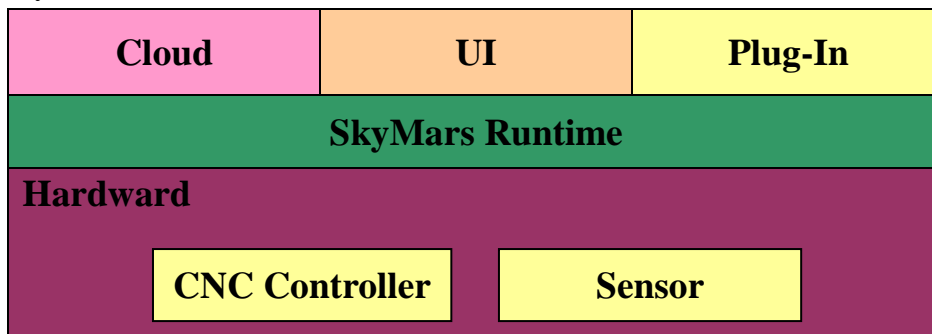 Cloud UI Plug-In
SkyMars Runtime
Hardward
CNC Controller Sensor